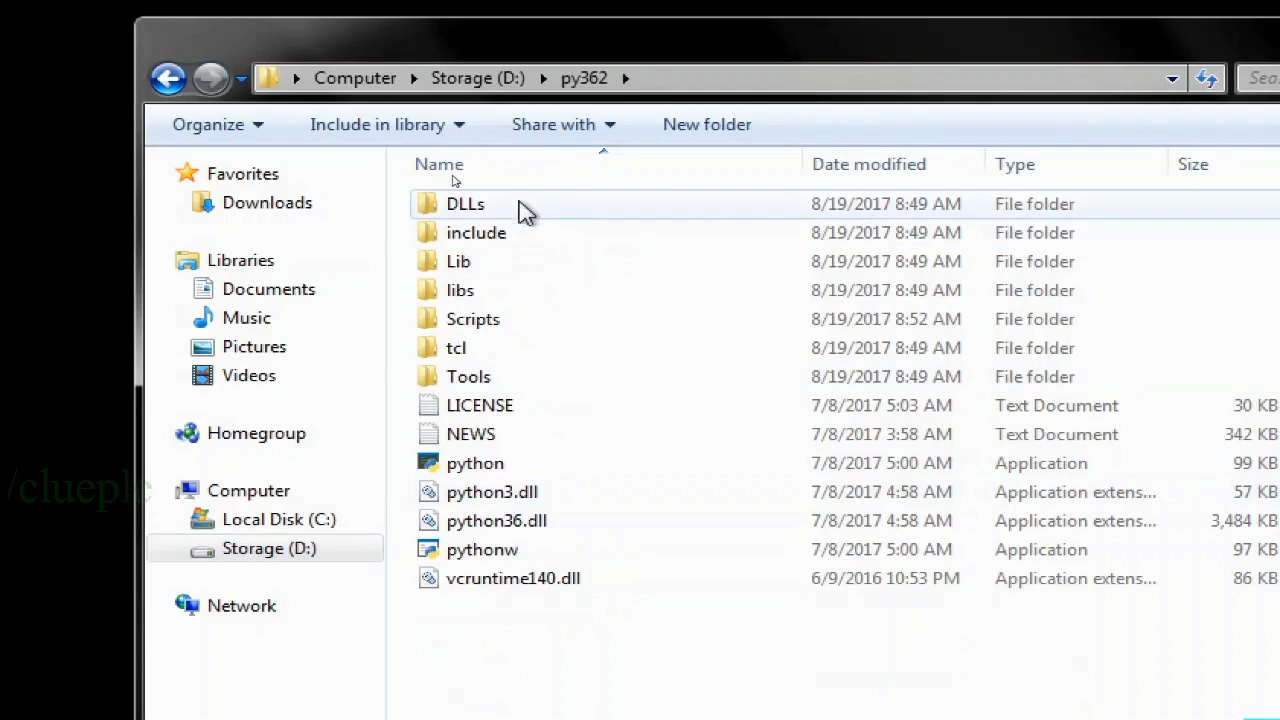 Computer Storage (D:) py362
Organize Include in library Share with New folder
Name Date modified Type Size
Favorites
Downloads
Libraries
Documents
Music
Pictures
Videos
Homegroup
Computer
Local Disk (C:)
Storage (D:)
Network
DLLs 8/19/2017 8:49 AM File folder
include 8/19/2017 8:49 AM File folder
Lib 8/19/2017 8:49 AM File folder
libs 8/19/2017 8:49 AM File folder
Scripts 8/19/2017 8:52 AM File folder
tcl 8/19/2017 8:49 AM File folder
Tools 8/19/2017 8:49 AM File folder
LICENSE 7/8/2017 5:03 AM Text Document 30 KB
NEWS 7/8/2017 3:58 AM Text Document 342 KB
python 7/8/2017 5:00 AM Application 99 KB
python3.dll 7/8/2017 4:58 AM Application extens... 57 KB
python36.dll 7/8/2017 4:58 AM Application extens... 3,484 KB
pythonw 7/8/2017 5:00 AM Application 97 KB
vcruntime140.dll 6/9/2016 10:53 PM Application extens... 86 KB